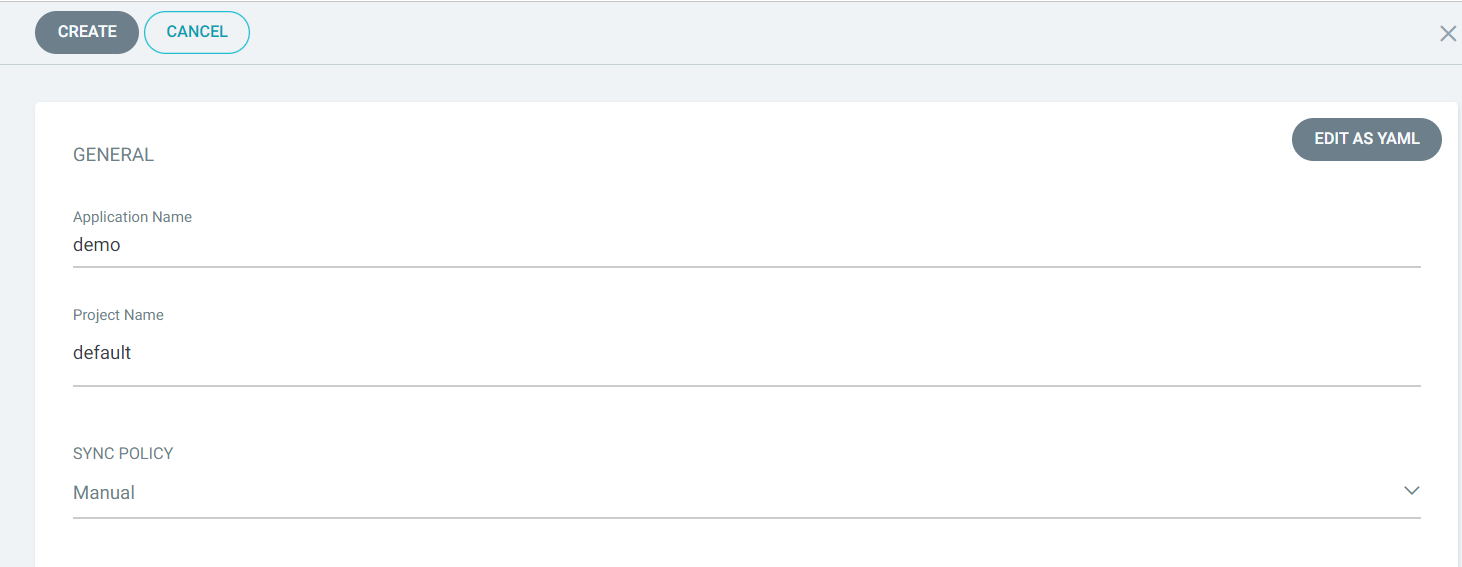 CREATE CANCEL
EDIT AS YAML
GENERAL
Application Name
demo
Project Name
default
SYNC POLICY
Manual